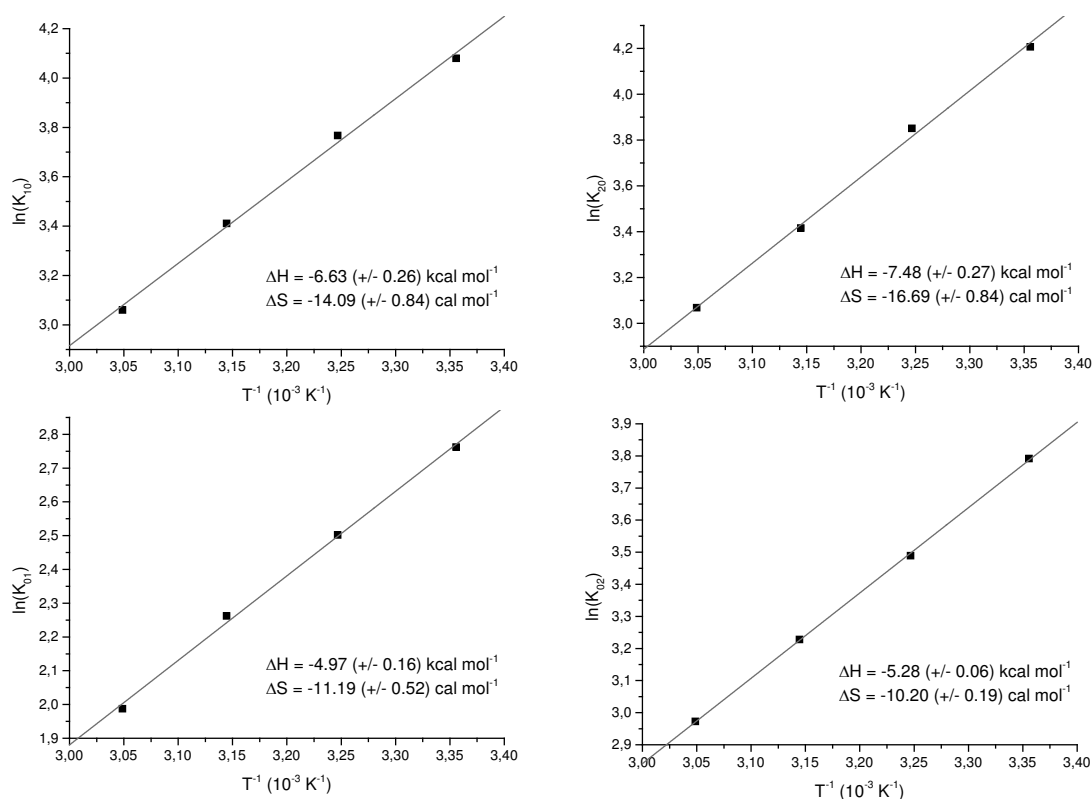 4,2
4,0
3,8
3,6
3,4
3,2
3,0
ln(K10)
ΔH = -6.63 (+/- 0.26) kcal mol-1
ΔS = -14.09 (+/- 0.84) cal mol-1
3,00 3,05 3,10 3,15 3,20 3,25 3,30 3,35 3,40
T-1 (10-3 K-1)
4,2
4,0
3,8
3,6
3,4
3,2
3,0
ln(K20)
ΔH = -7.48 (+/- 0.27) kcal mol-1
ΔS = -16.69 (+/- 0.84) cal mol-1
3,00 3,05 3,10 3,15 3,20 3,25 3,30 3,35 3,40
T-1 (10-3 K-1)
2,8
2,7
2,6
2,5
2,4
2,3
2,2
2,1
2,0
1,9
ln(K01)
ΔH = -4.97 (+/- 0.16) kcal mol-1
ΔS = -11.19 (+/- 0.52) cal mol-1
3,00 3,05 3,10 3,15 3,20 3,25 3,30 3,35 3,40
T-1 (10-3 K-1)
3,9
3,8
3,7
3,6
3,5
3,4
3,3
3,2
3,1
3,0
2,9
ln(K02)
ΔH = -5.28 (+/- 0.06) kcal mol-1
ΔS = -10.20 (+/- 0.19) cal mol-1
3,00 3,05 3,10 3,15 3,20 3,25 3,30 3,35 3,40
T-1 (10-3 K-1)